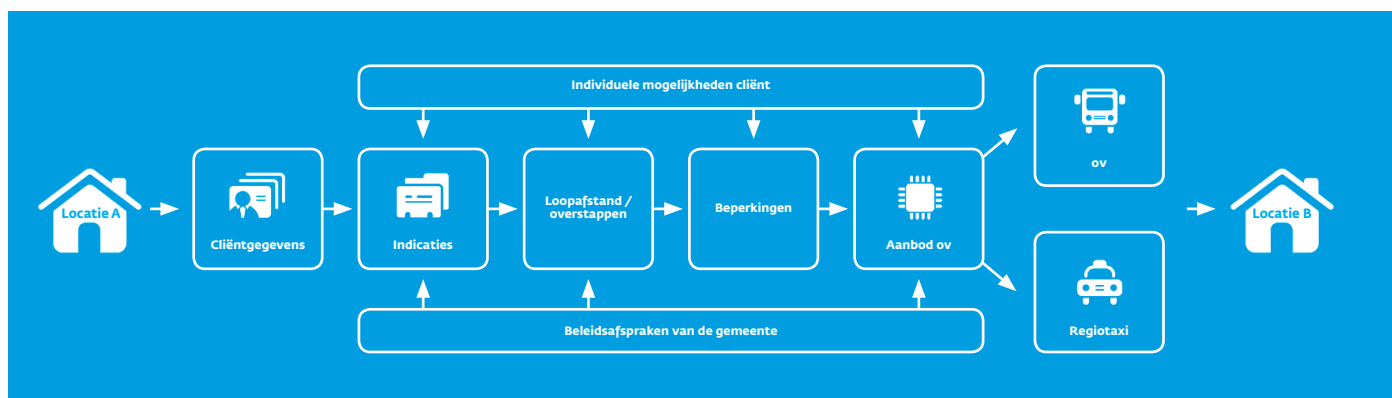 Individuele mogelijkheden cliënt
Locatie A
Cliëntgegevens
Indicaties
Loopafstand /
overstappen
Beperkingen
Aanbod ov
ov
Regiotaxi
Locatie B
Beleidsafspraken van de gemeente